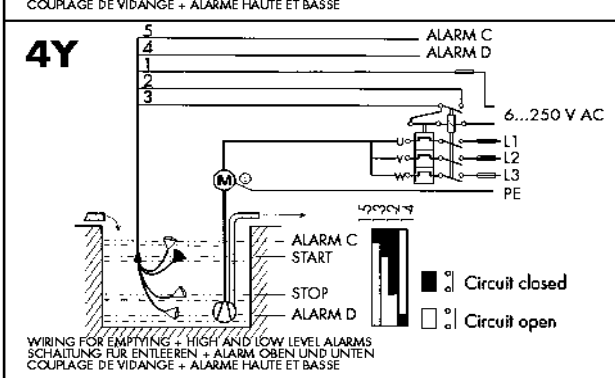 COUPLAGE DE VIDANGE + ALARME HAUTE ET BASSE
4Y
5 ALARM C
4 ALARM D
1
2
3
6...250 V AC
U L1
V L2
W L3
PE
M
ALARM C
START
STOP
ALARM D
Circuit closed
Circuit open
WIRING FOR EMPTYING + HIGH AND LOW LEVEL ALARMS
SCHALTUNG FUR ENTLEEREN + ALARM OBEN UND UNTEN
COUPLAGE DE VIDANGE + ALARME HAUTE ET BASSE